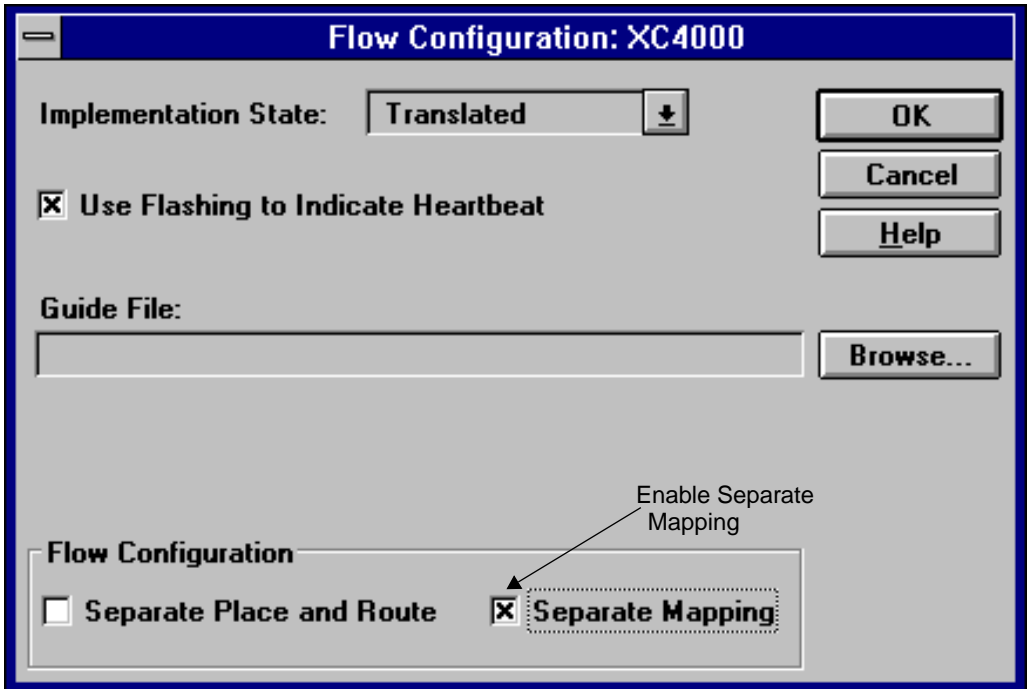 Flow Configuration: XC4000
Implementation State: Translated
OK
Cancel
Use Flashing to Indicate Heartbeat
Help
Guide File:
Browse...
Enable Separate
Mapping
Flow Configuration
Separate Place and Route Separate Mapping